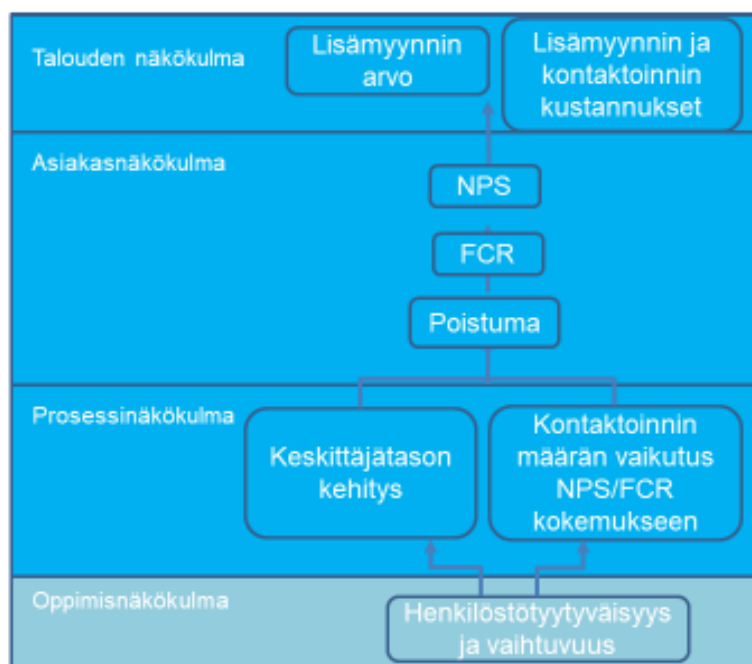 Talouden näkökulma
Lisämyynnin
arvo
Lisämyynnin ja
kontaktoinnin
kustannukset
Asiakasnäkökulma
NPS
FCR
Poistuma
Prosessinäkökulma
Keskittäjätason
kehitys
Kontaktoinnin
määrän vaikutus
NPS/FCR
kokemukseen
Oppimisnäkökulma
Henkilöstötyytyväisyys
ja vaihtuvuus